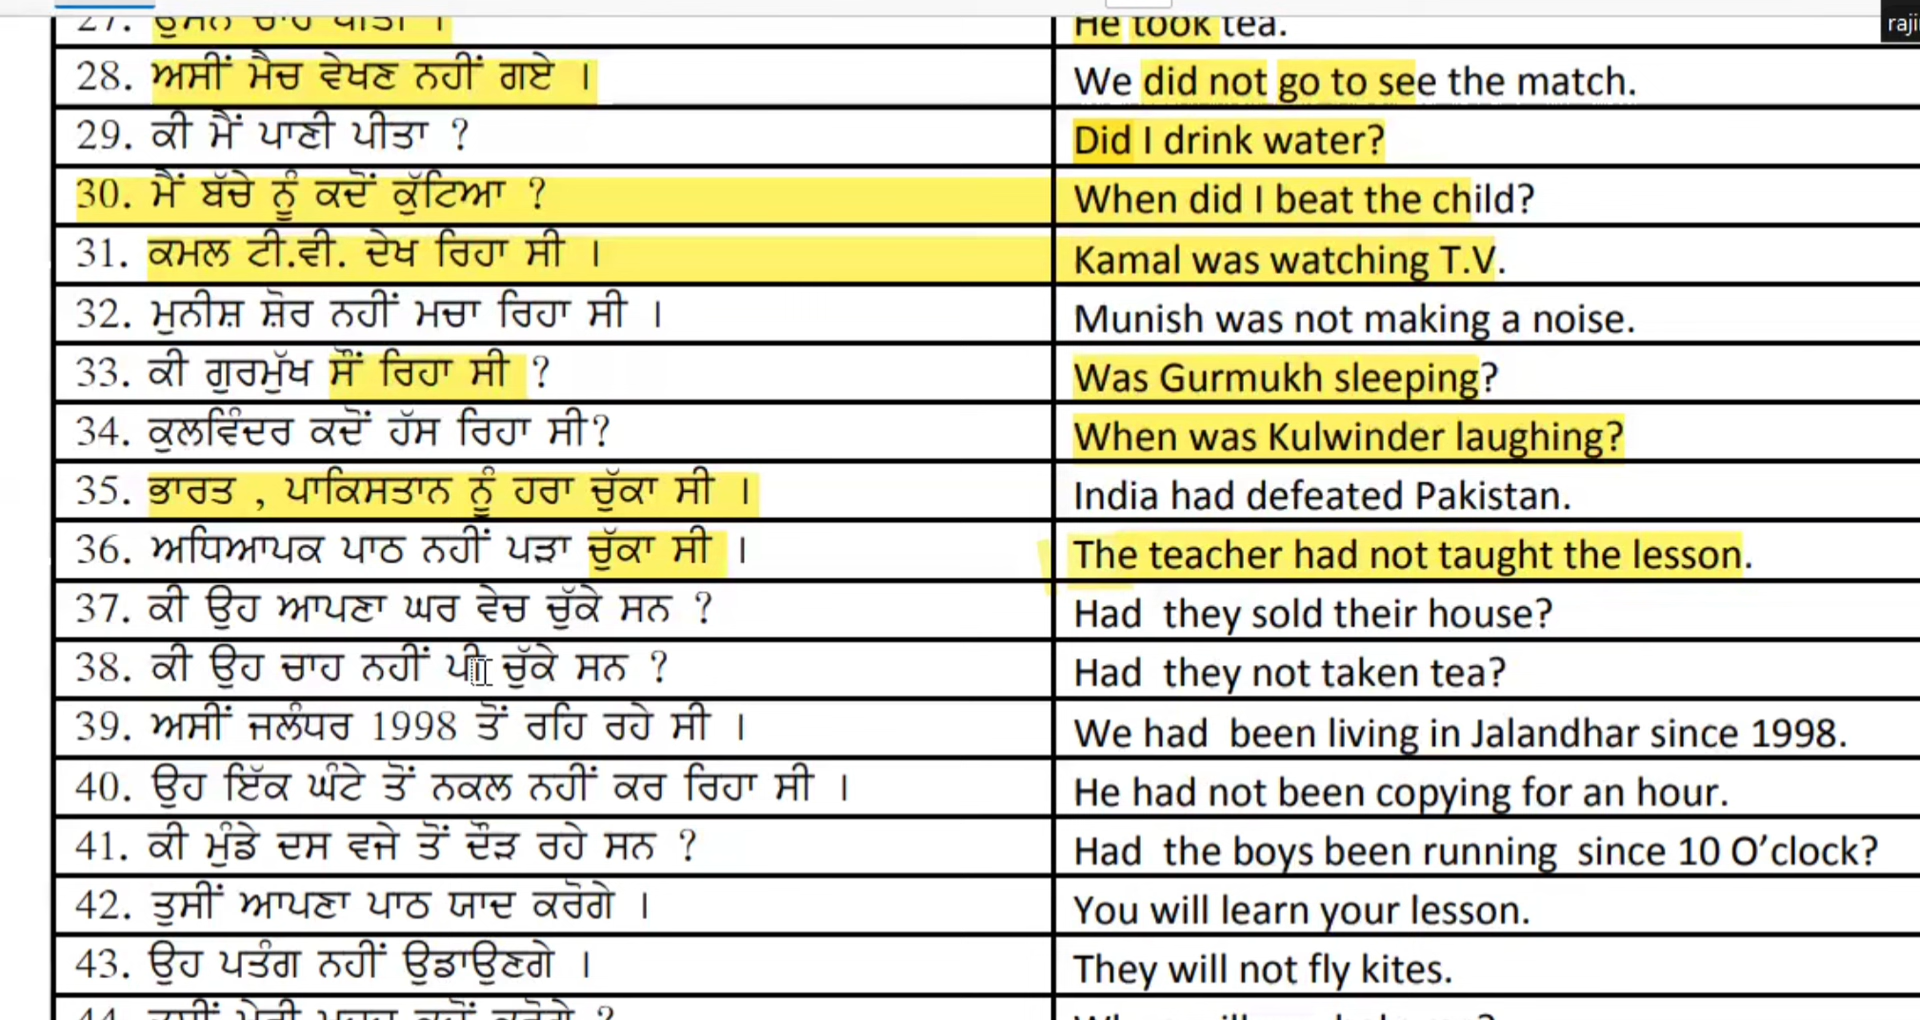 27. ਉਸਨੇ ਚਾਹ ਪੀਤੀ । He took tea.
28. ਅਸੀਂ ਮੈਚ ਵੇਖਣ ਨਹੀਂ ਗਏ । We did not go to see the match.
29. ਕੀ ਮੈਂ ਪਾਣੀ ਪੀਤਾ ? Did I drink water?
30. ਮੈਂ ਬੱਚੇ ਨੂੰ ਕਦੋਂ ਕੁੱਟਿਆ ? When did I beat the child?
31. ਕਮਲ ਟੀ.ਵੀ. ਦੇਖ ਰਿਹਾ ਸੀ । Kamal was watching T.V.
32. ਮੁਨੀਸ਼ ਸ਼ੋਰ ਨਹੀਂ ਮਚਾ ਰਿਹਾ ਸੀ । Munish was not making a noise.
33. ਕੀ ਗੁਰਮੁੱਖ ਸੌਂ ਰਿਹਾ ਸੀ ? Was Gurmukh sleeping?
34. ਕੁਲਵਿੰਦਰ ਕਦੋਂ ਹੱਸ ਰਿਹਾ ਸੀ? When was Kulwinder laughing?
35. ਭਾਰਤ , ਪਾਕਿਸਤਾਨ ਨੂੰ ਹਰਾ ਚੁੱਕਾ ਸੀ । India had defeated Pakistan.
36. ਅਧਿਆਪਕ ਪਾਠ ਨਹੀਂ ਪੜਾ ਚੁੱਕਾ ਸੀ । The teacher had not taught the lesson.
37. ਕੀ ਉਹ ਆਪਣਾ ਘਰ ਵੇਚ ਚੁੱਕੇ ਸਨ ? Had they sold their house?
38. ਕੀ ਉਹ ਚਾਹ ਨਹੀਂ ਪੀ ਚੁੱਕੇ ਸਨ ? Had they not taken tea?
39. ਅਸੀਂ ਜਲੰਧਰ 1998 ਤੋਂ ਰਹਿ ਰਹੇ ਸੀ । We had been living in Jalandhar since 1998.
40. ਉਹ ਇੱਕ ਘੰਟੇ ਤੋਂ ਨਕਲ ਨਹੀਂ ਕਰ ਰਿਹਾ ਸੀ । He had not been copying for an hour.
41. ਕੀ ਮੁੰਡੇ ਦਸ ਵਜੇ ਤੋਂ ਦੌੜ ਰਹੇ ਸਨ ? Had the boys been running since 10 O’clock?
42. ਤੁਸੀਂ ਆਪਣਾ ਪਾਠ ਯਾਦ ਕਰੋਗੇ । You will learn your lesson.
43. ਉਹ ਪਤੰਗ ਨਹੀਂ ਉਡਾਉਣਗੇ । They will not fly kites.